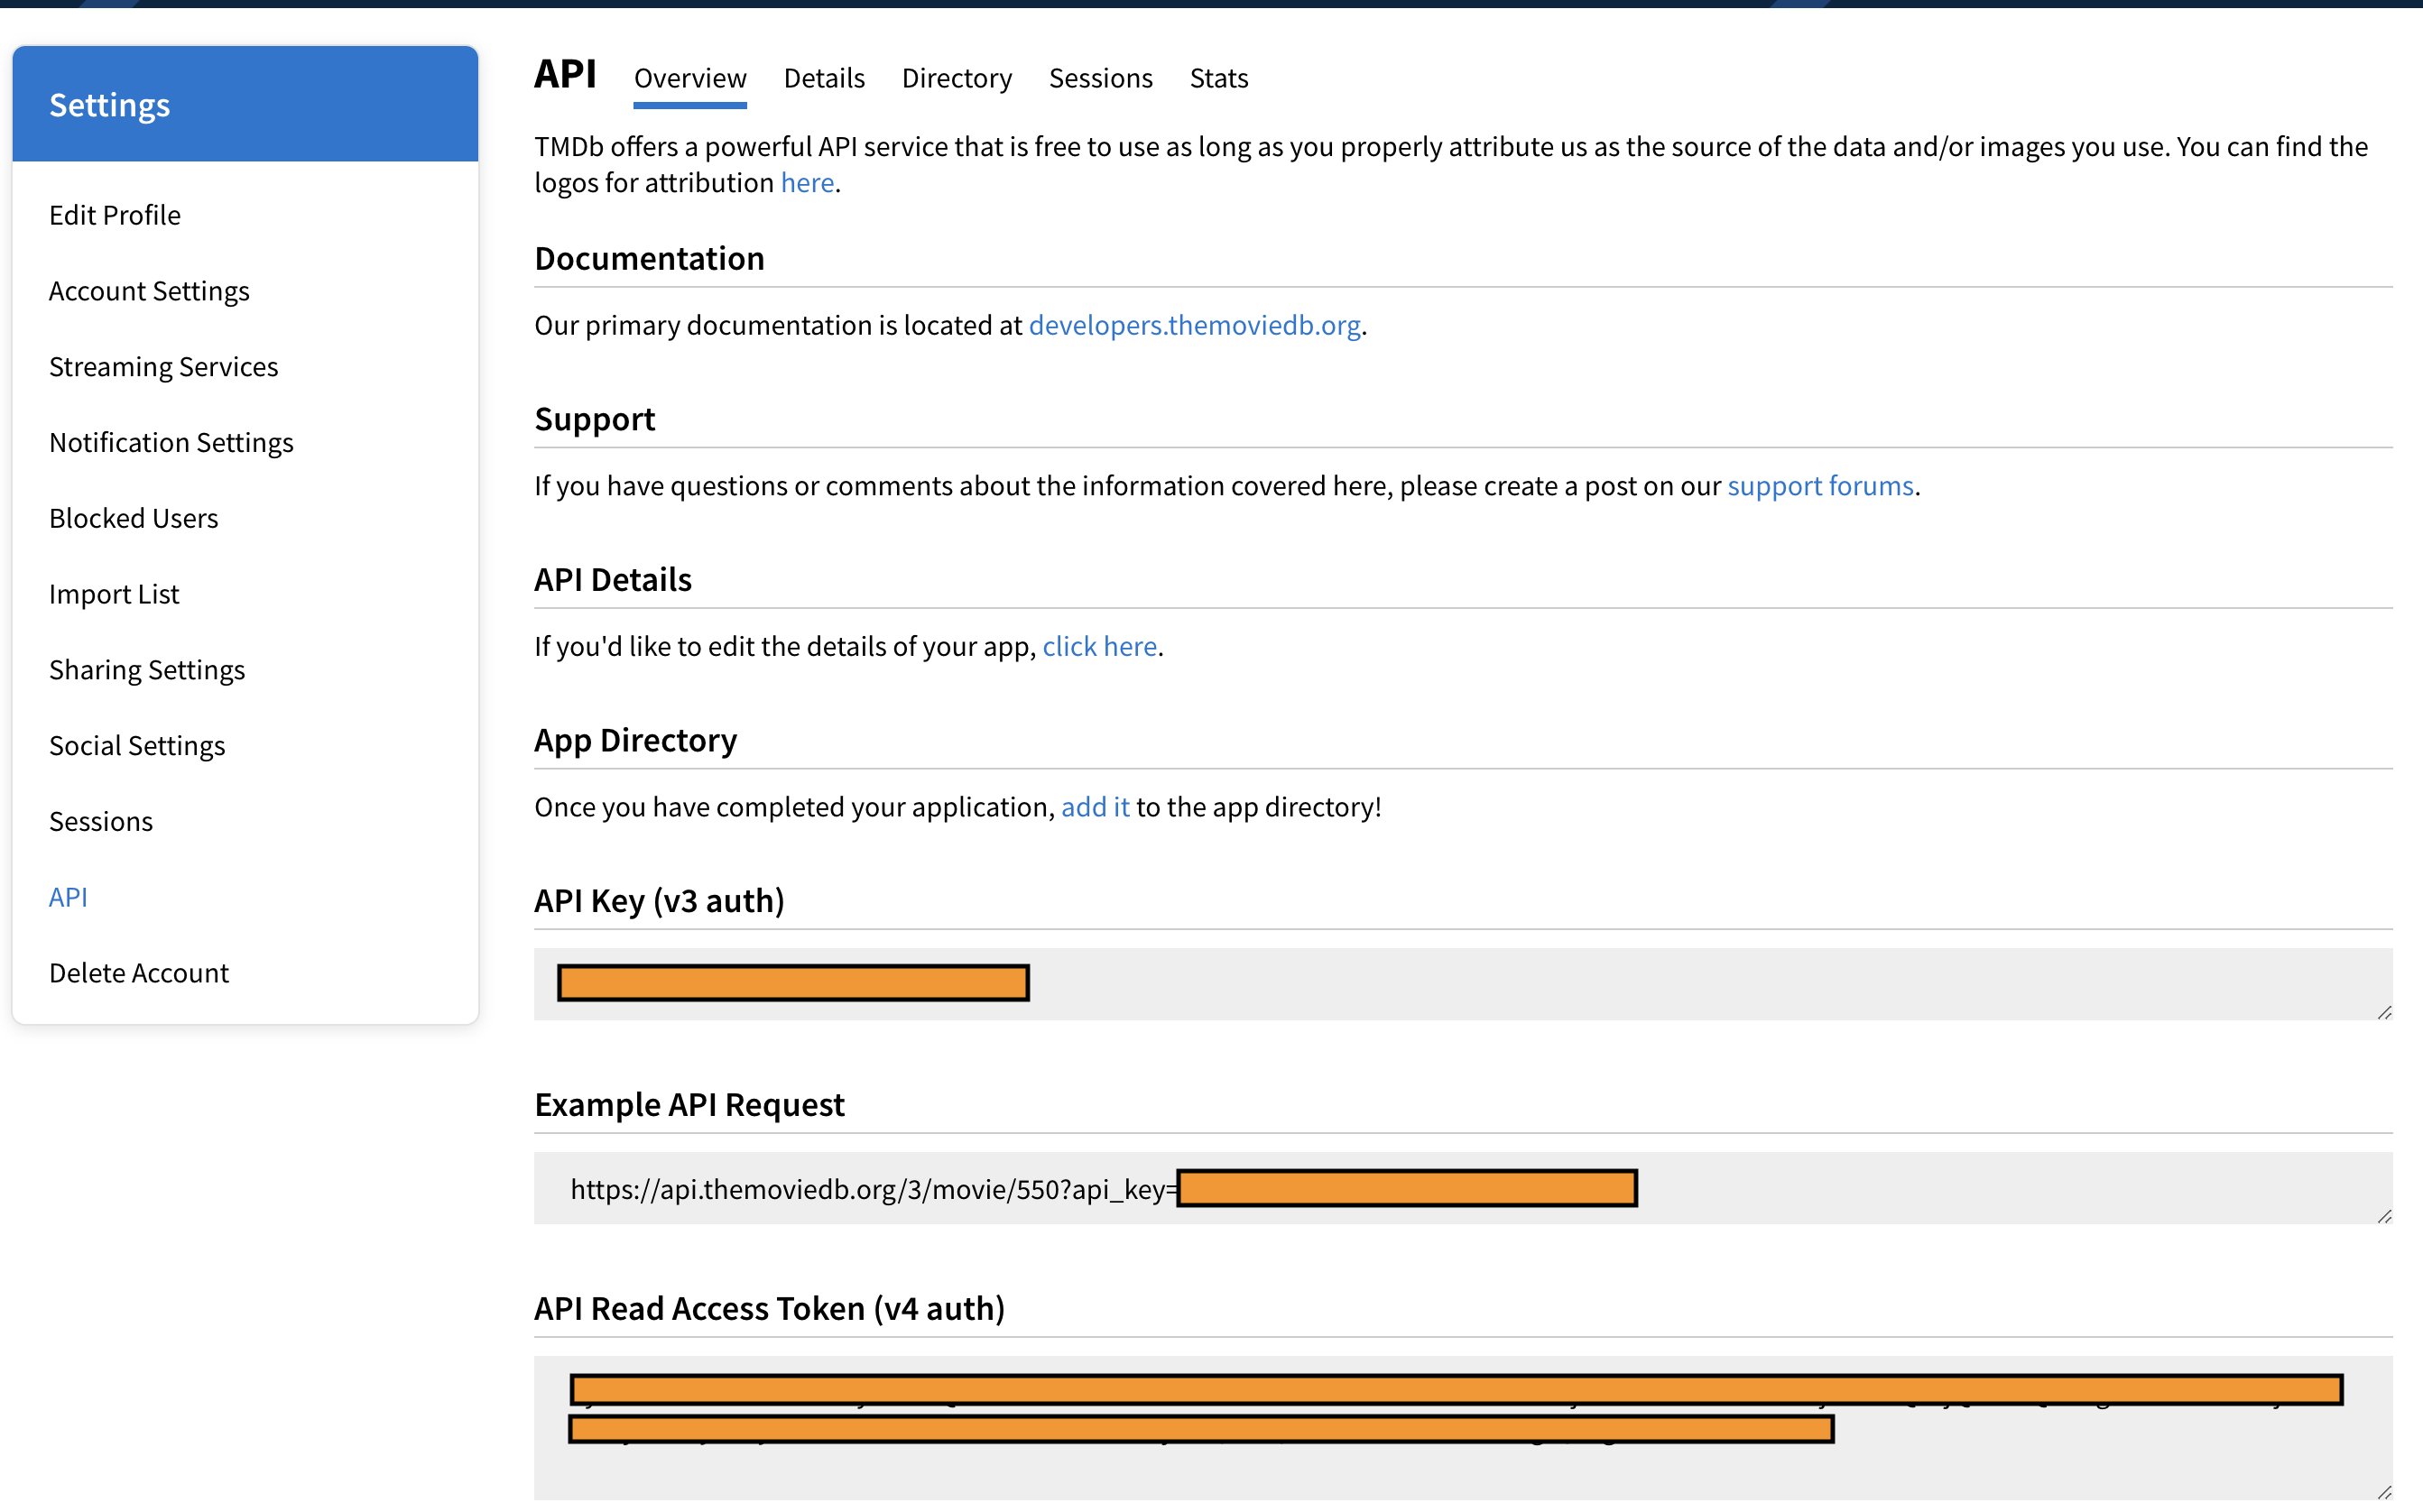 Settings
Edit Profile
Account Settings
Streaming Services
Notification Settings
Blocked Users
Import List
Sharing Settings
Social Settings
Sessions
API
Delete Account
API Overview Details Directory Sessions Stats
TMDb offers a powerful API service that is free to use as long as you properly attribute us as the source of the data and/or images you use. You can find the
logos for attribution here.
Documentation
Our primary documentation is located at developers.themoviedb.org.
Support
If you have questions or comments about the information covered here, please create a post on our support forums.
API Details
If you'd like to edit the details of your app, click here.
App Directory
Once you have completed your application, add it to the app directory!
API Key (v3 auth)
Example API Request
https://api.themoviedb.org/3/movie/550?api_key=
API Read Access Token (v4 auth)